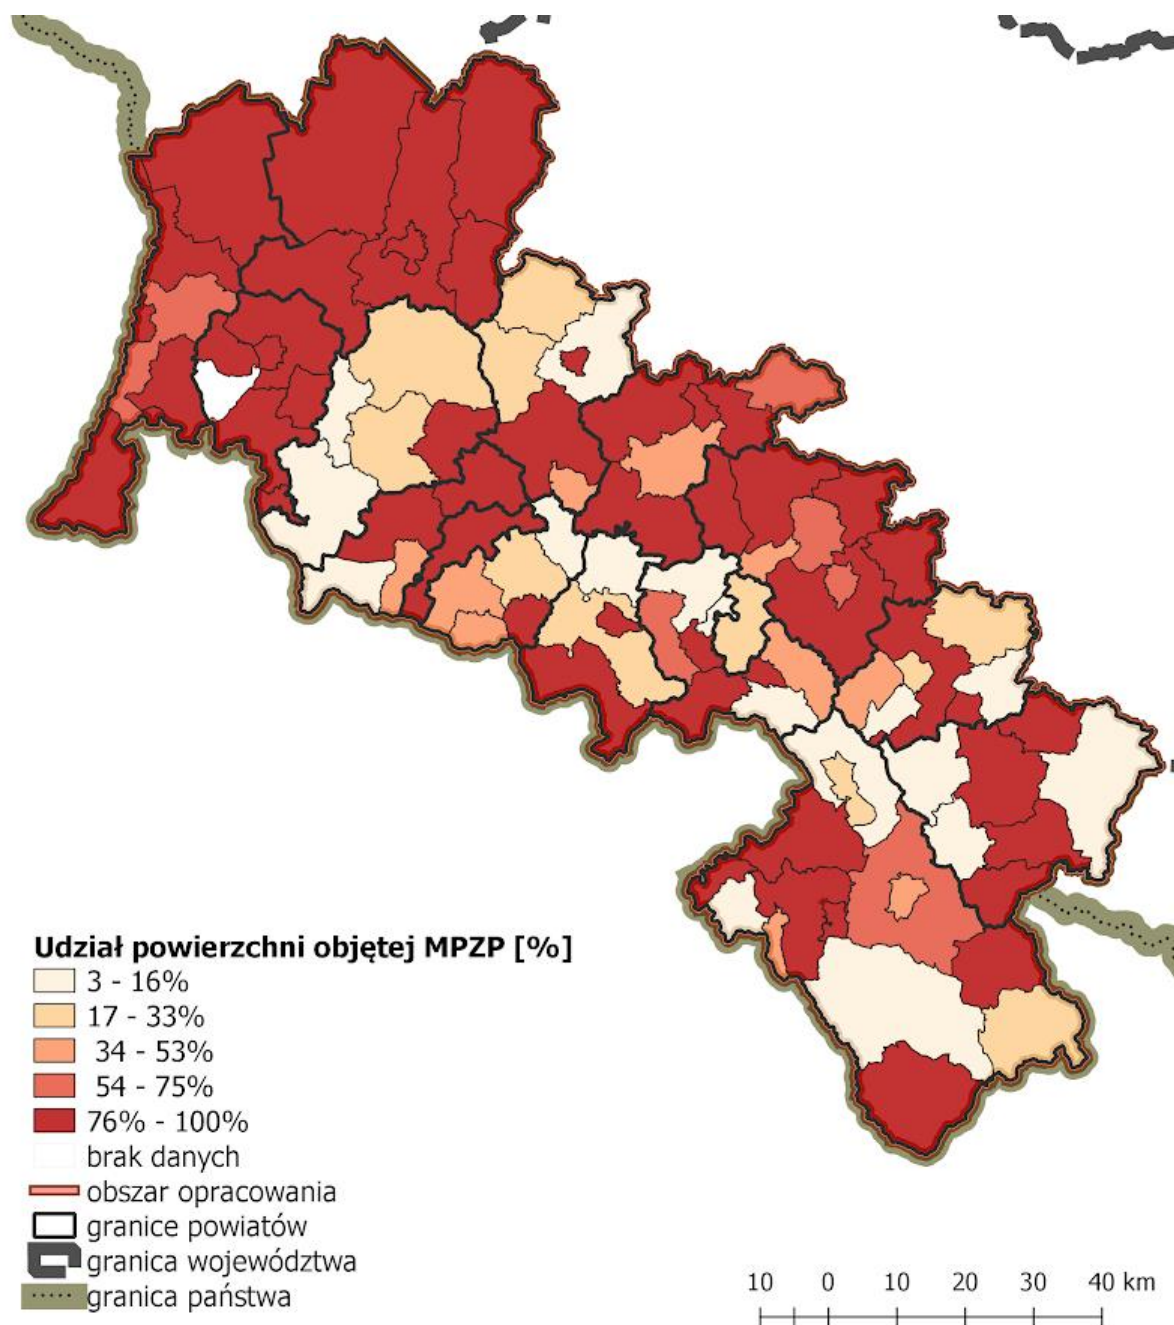 Udział powierzchni objętej MPZP [%]
3 - 16%
17 - 33%
34 - 53%
54 - 75%
76% - 100%
brak danych
obszar opracowania
granice powiatów
granica województwa
granica państwa
10 0 10 20 30 40 km